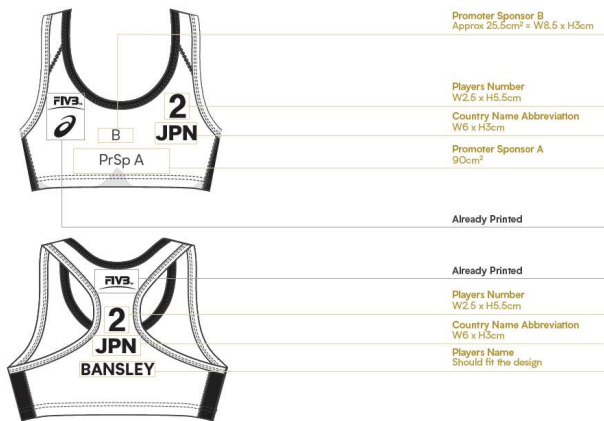 Promoter Sponsor B
Approx 25.5cm² = W8.5 x H3cm
FIVB
2
Players Number
W2.5 x H5.5cm
B
JPN
Country Name Abbreviation
W6 x H3cm
PrSp A
Promoter Sponsor A
90cm²
Already Printed
FIVB
Already Printed
2
Players Number
W2.5 x H5.5cm
JPN
Country Name Abbreviation
W6 x H3cm
BANSLEY
Players Name
Should fit the design